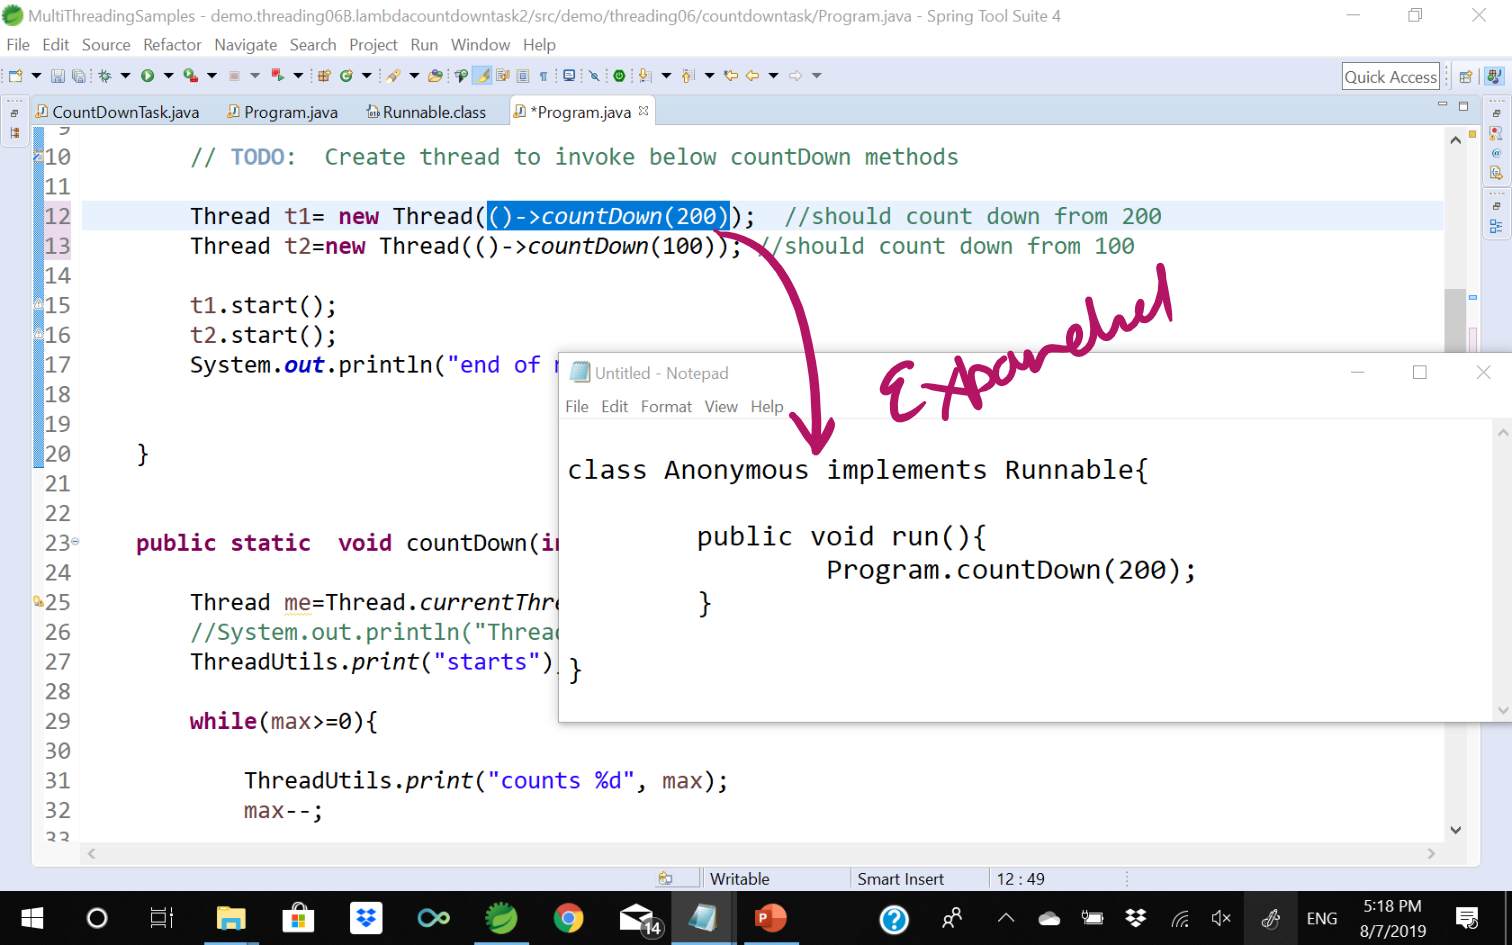 MultiThreadingSamples - demo.threading06B.lambdacountdowntask2/src/demo/threading06/countdowntask/Program.java - Spring Tool Suite 4
File Edit Source Refactor Navigate Search Project Run Window Help
Quick Access
CountDownTask.java Program.java Runnable.class *Program.java
9
10 // TODO: Create thread to invoke below countDown methods
11
12 Thread t1= new Thread(()->countDown(200)); //should count down from 200
13 Thread t2=new Thread(()->countDown(100)); //should count down from 100
14
15 t1.start();
16 t2.start();
17 System.out.println("end of
18
19
20 }
21
22
23 public static void countDown(
24
25 Thread me=Thread.currentThre
26 //System.out.println("Thread
27 ThreadUtils.print("starts")
28
29 while(max>=0){
30
31 ThreadUtils.print("counts %d", max);
32 max--;
33
Expanded
Untitled - Notepad
File Edit Format View Help
class Anonymous implements Runnable{
public void run(){
Program.countDown(200);
}
}
Writable Smart Insert 12 : 49
14
P
ENG
5:18 PM
8/7/2019
5